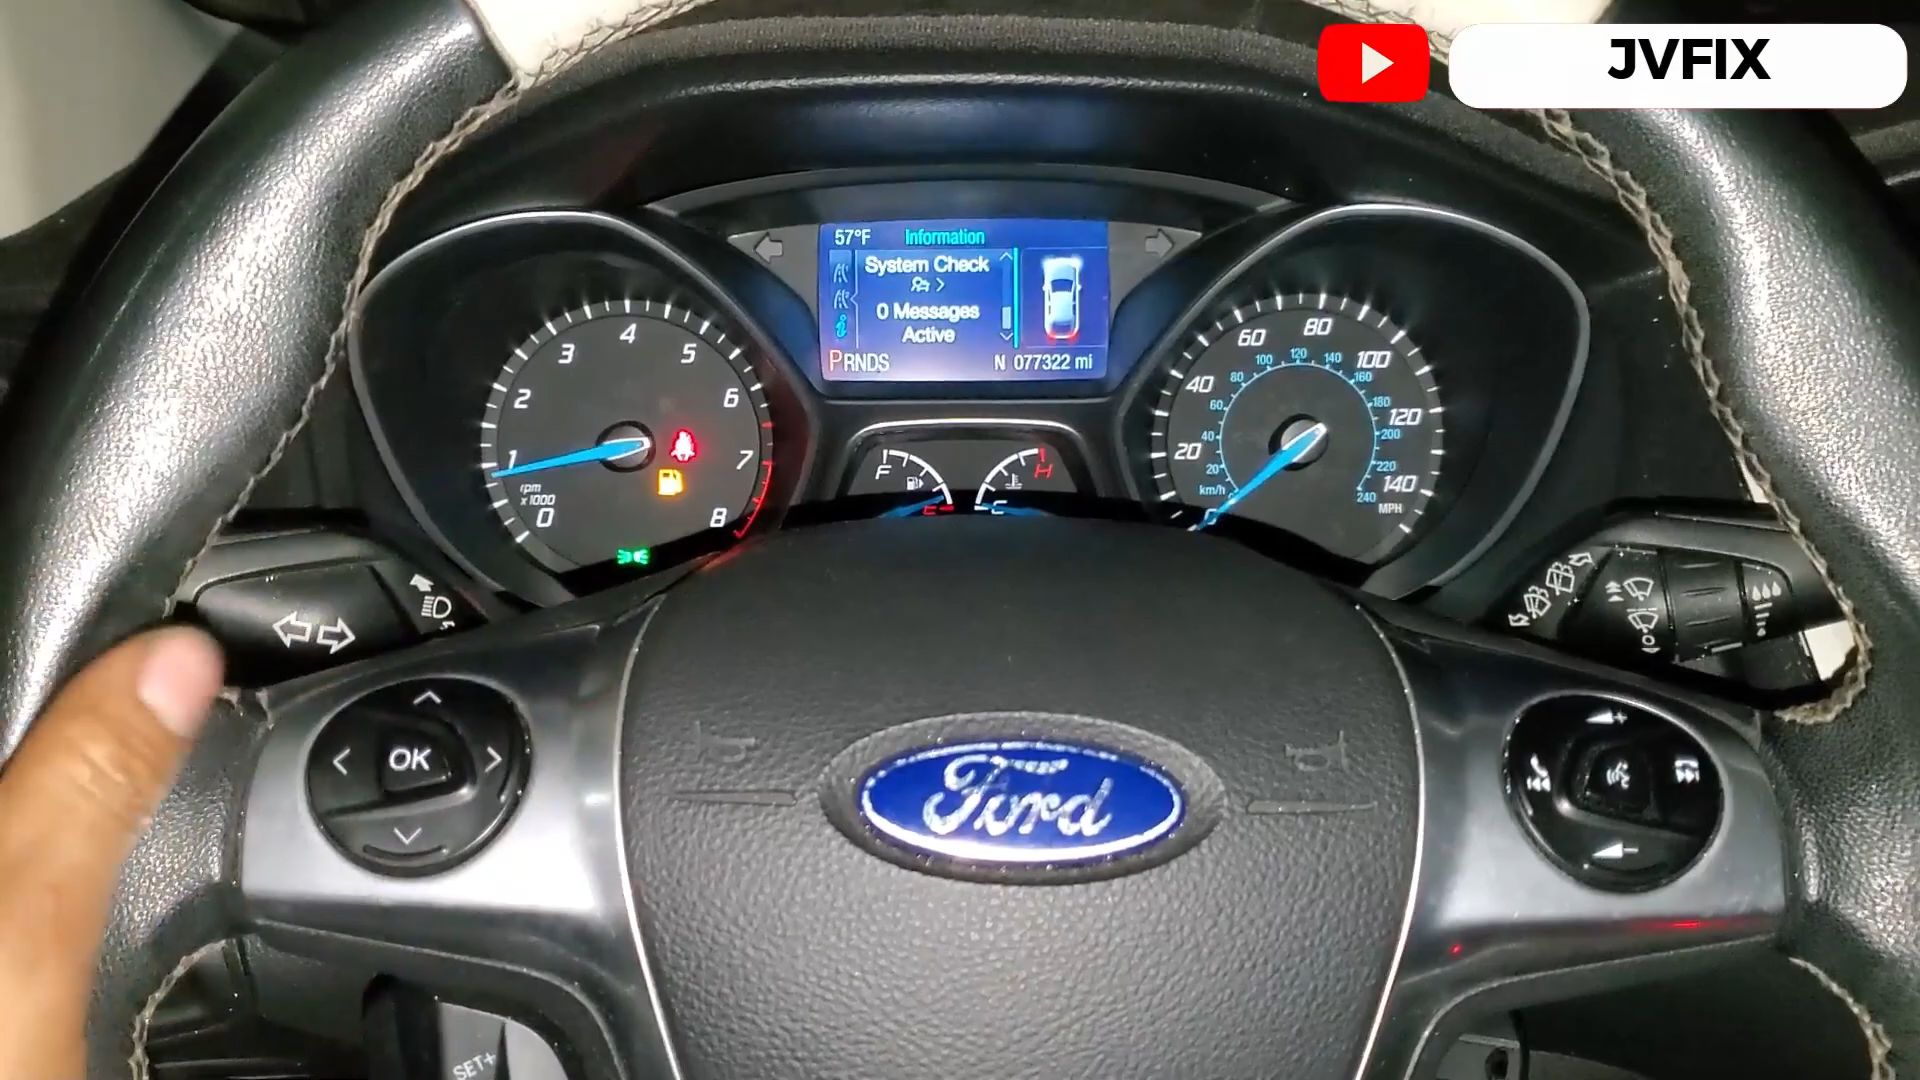 JVFIX
57°F Information
System Check
0 Messages
Active
PRNDS
N 077322 mi
0 1 2 3 4 5 6 7 8
rpm
x1000
F
E
H
C
20 40 60 80 100 120 140
20 40 60 80 100 120 140 160 180 200 220 240
km/h
MPH
OK
Ford
SET+